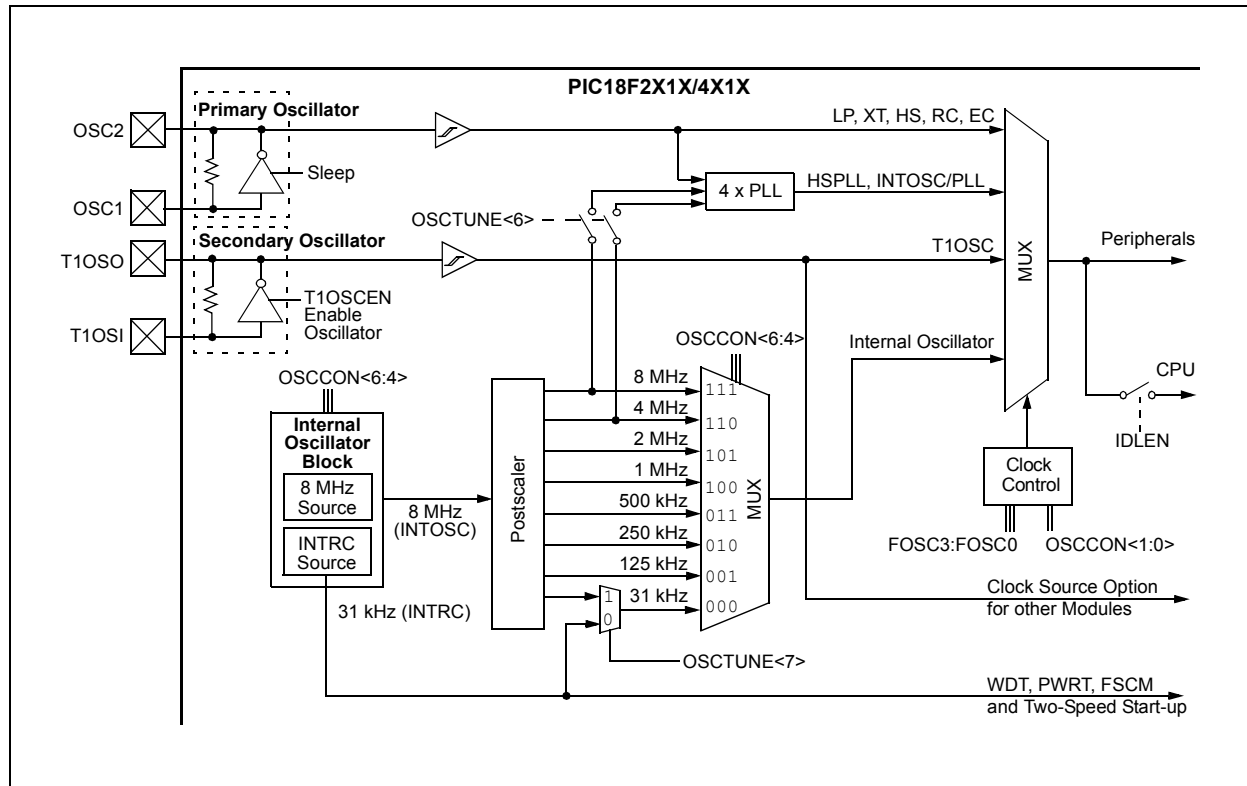 PIC18F2X1X/4X1X
Primary Oscillator
OSC2
Sleep
OSC1
LP, XT, HS, RC, EC
4 x PLL
HSPLL, INTOSC/PLL
OSCTUNE<6>
Secondary Oscillator
T1OSO
T1OSCEN
Enable
Oscillator
T1OSI
T1OSC
MUX
Peripherals
Internal Oscillator
CPU
IDLEN
Clock
Control
FOSC3:FOSC0
OSCCON<1:0>
Clock Source Option
for other Modules
OSCCON<6:4>
Internal
Oscillator
Block
8 MHz
Source
INTRC
Source
8 MHz
(INTOSC)
31 kHz (INTRC)
Postscaler
OSCCON<6:4>
8 MHz
111
4 MHz
110
2 MHz
101
1 MHz
100
500 kHz
011
250 kHz
010
125 kHz
001
1
0
31 kHz
000
MUX
OSCTUNE<7>
WDT, PWRT, FSCM
and Two-Speed Start-up